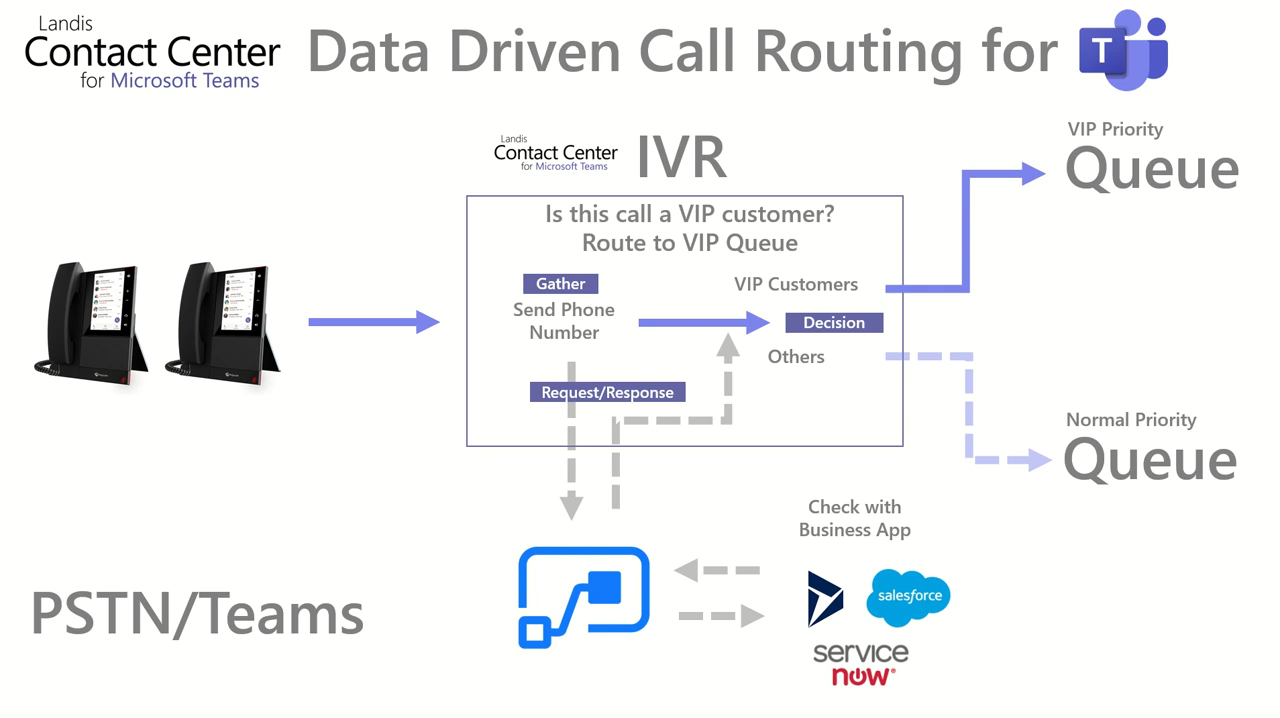 Landis
Contact Center
for Microsoft Teams
Data Driven Call Routing for
T
Landis
Contact Center
for Microsoft Teams
IVR
VIP Priority
Queue
Is this call a VIP customer?
Route to VIP Queue
Gather
Send Phone
Number
VIP Customers
Decision
Others
Request/Response
Normal Priority
Queue
Check with
Business App
PSTN/Teams
salesforce
service
now